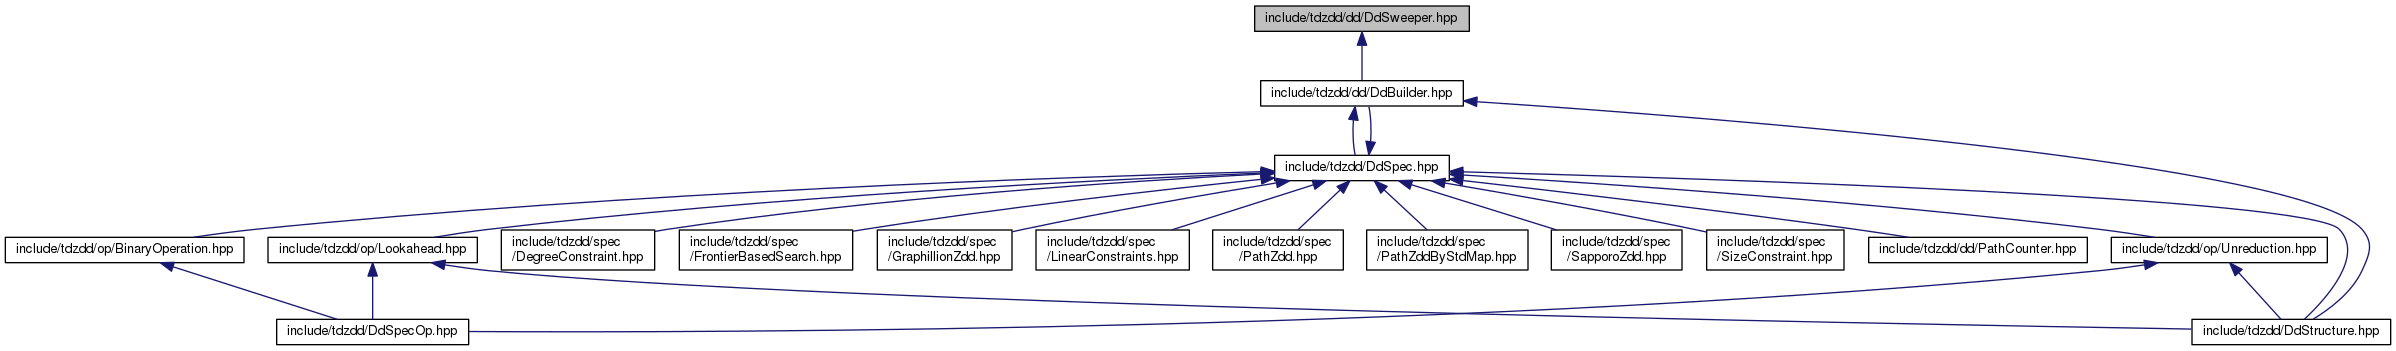 include/tdzdd/dd/DdSweeper.hpp
include/tdzdd/dd/DdBuilder.hpp
include/tdzdd/DdSpec.hpp
include/tdzdd/op/BinaryOperation.hpp
include/tdzdd/op/Lookahead.hpp
include/tdzdd/spec
/DegreeConstraint.hpp
include/tdzdd/spec
/FrontierBasedSearch.hpp
include/tdzdd/spec
/GraphillionZdd.hpp
include/tdzdd/spec
/LinearConstraints.hpp
include/tdzdd/spec
/PathZdd.hpp
include/tdzdd/spec
/PathZddByStdMap.hpp
include/tdzdd/spec
/SapporoZdd.hpp
include/tdzdd/spec
/SizeConstraint.hpp
include/tdzdd/dd/PathCounter.hpp
include/tdzdd/op/Unreduction.hpp
include/tdzdd/DdSpecOp.hpp
include/tdzdd/DdStructure.hpp